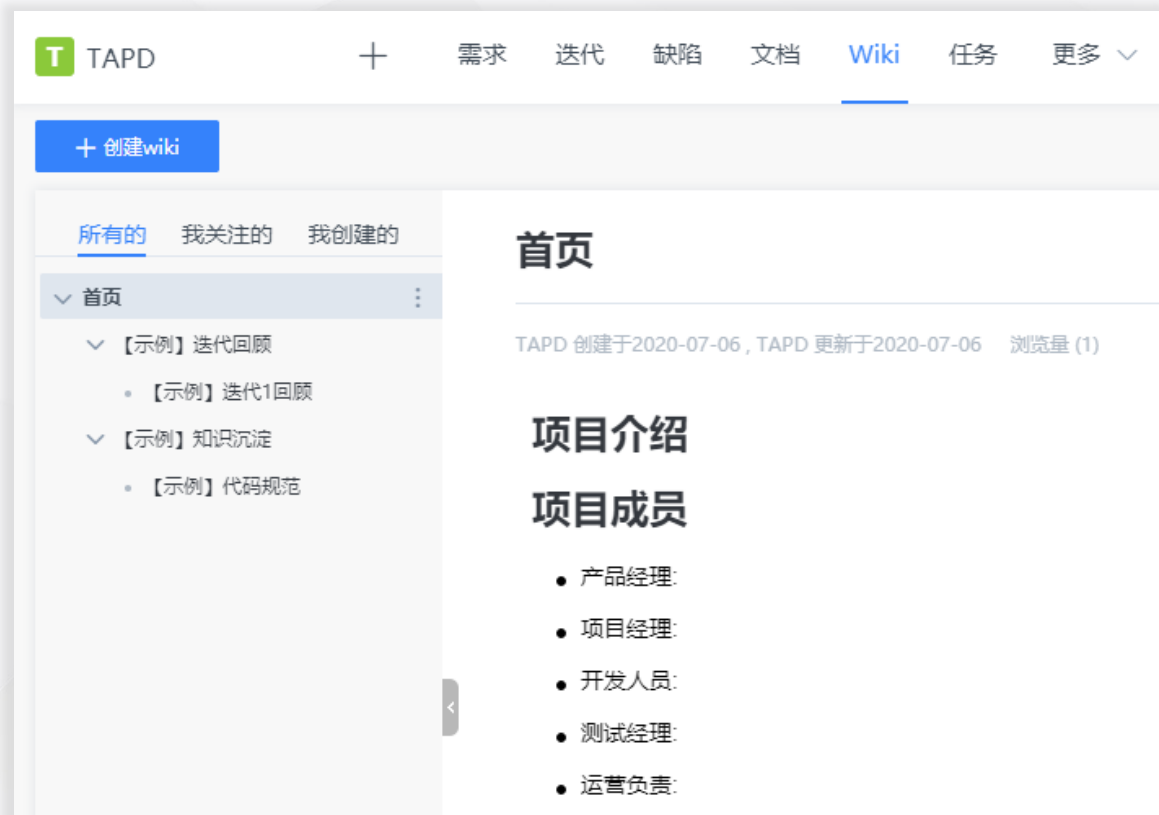 T TAPD 需求 迭代 缺陷 文档 Wiki 任务 更多
创建wiki
所有的 我关注的 我创建的
首页
【示例】迭代回顾
【示例】迭代1回顾
【示例】知识沉淀
【示例】代码规范
首页
TAPD 创建于2020-07-06 , TAPD 更新于2020-07-06 浏览量 (1)
项目介绍
项目成员
产品经理:
项目经理:
开发人员:
测试经理:
运营负责: